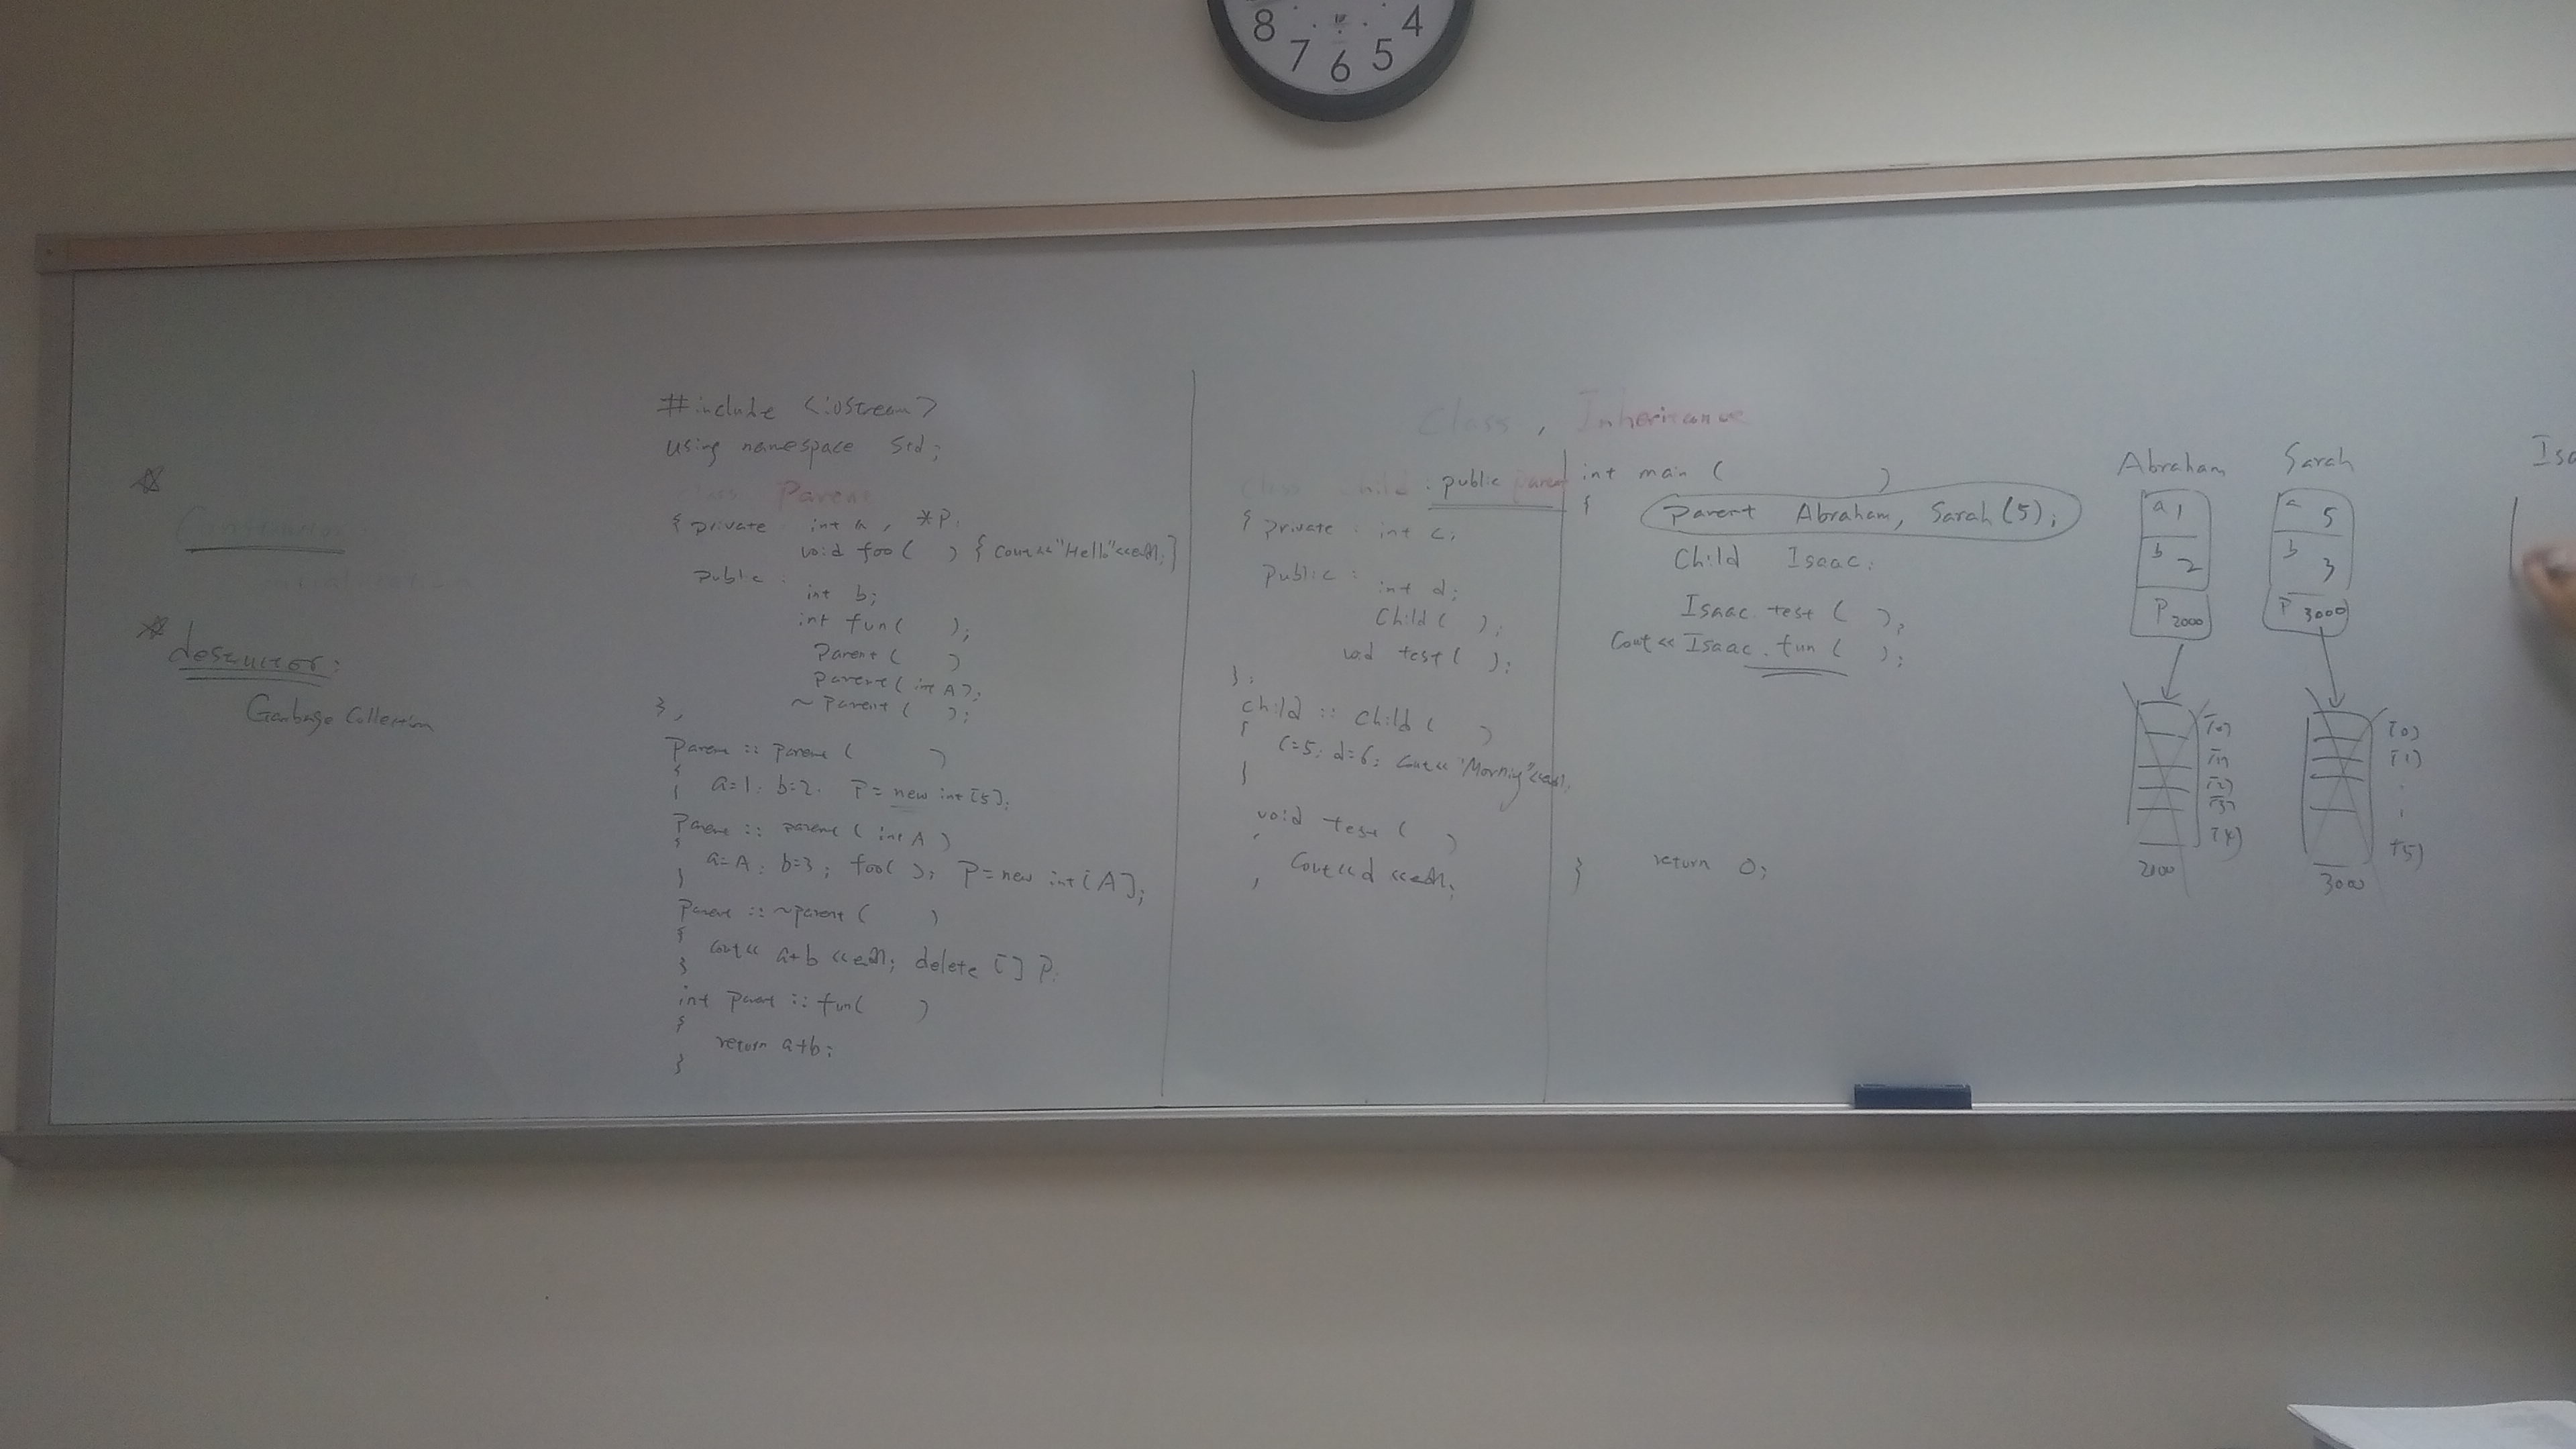 8 7 6 5 4
Class, Inheritance
#include <iostream>
using namespace std;
Parent
{ private int a, *P;
void foo( ) { cout<<"Hello"<<endl;}
public:
int b;
int fun( );
Parent( )
Parent(int A);
~Parent( );
};
Parent :: Parent( )
{
a=1; b=2; P = new int[5];
}
Parent :: Parent( int A )
{
a=A; b=3; foo( ); P = new int[A];
}
Parent :: ~Parent( )
{
cout<< a+b <<endl; delete [] P;
}
int Parent :: fun( )
{
return a+b;
}
Class Child : public Parent
{ private : int c;
public :
int d;
Child( );
void test( );
};
Child :: Child( )
{
c=5; d=6; cout<< "Morning"<<endl;
}
void test( )
cout<<d<<endl;
int main( )
{
Parent Abraham, Sarah(5);
Child Isaac;
Isaac.test( );
Cout<< Isaac.fun( );
return 0;
}
Abraham
a 1
b 2
P 2000
[0]
[1]
[2]
[3]
[4]
2000
Sarah
a 5
b 3
P 3000
[0]
[1]
.
.
[5]
3000
Isa
destructor:
Garbage Collection